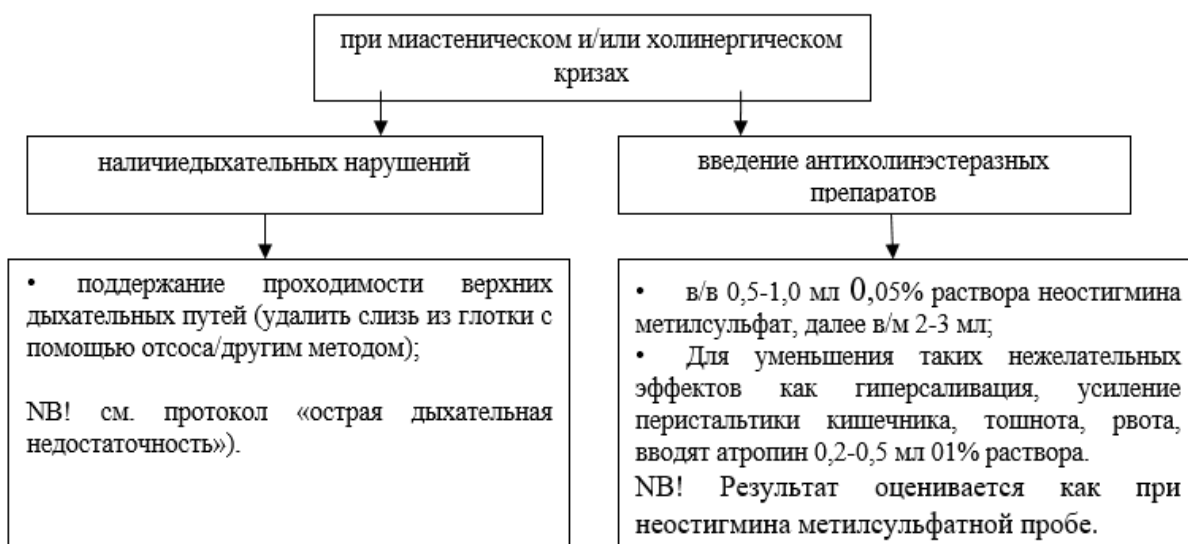 при миастеническом и/или холинергическом
кризах
наличиедыхательных нарушений
введение антихолинэстеразных
препаратов
• поддержание проходимости верхних
дыхательных путей (удалить слизь из глотки с
помощью отсоса/другим методом);
NB! см. протокол «острая дыхательная
недостаточность»).
• в/в 0,5-1,0 мл 0,05% раствора неостигмина
метилсульфат, далее в/м 2-3 мл;
• Для уменьшения таких нежелательных
эффектов как гиперсаливация, усиление
перистальтики кишечника, тошнота, рвота,
вводят атропин 0,2-0,5 мл 01% раствора.
NB! Результат оценивается как при
неостигмина метилсульфатной пробе.